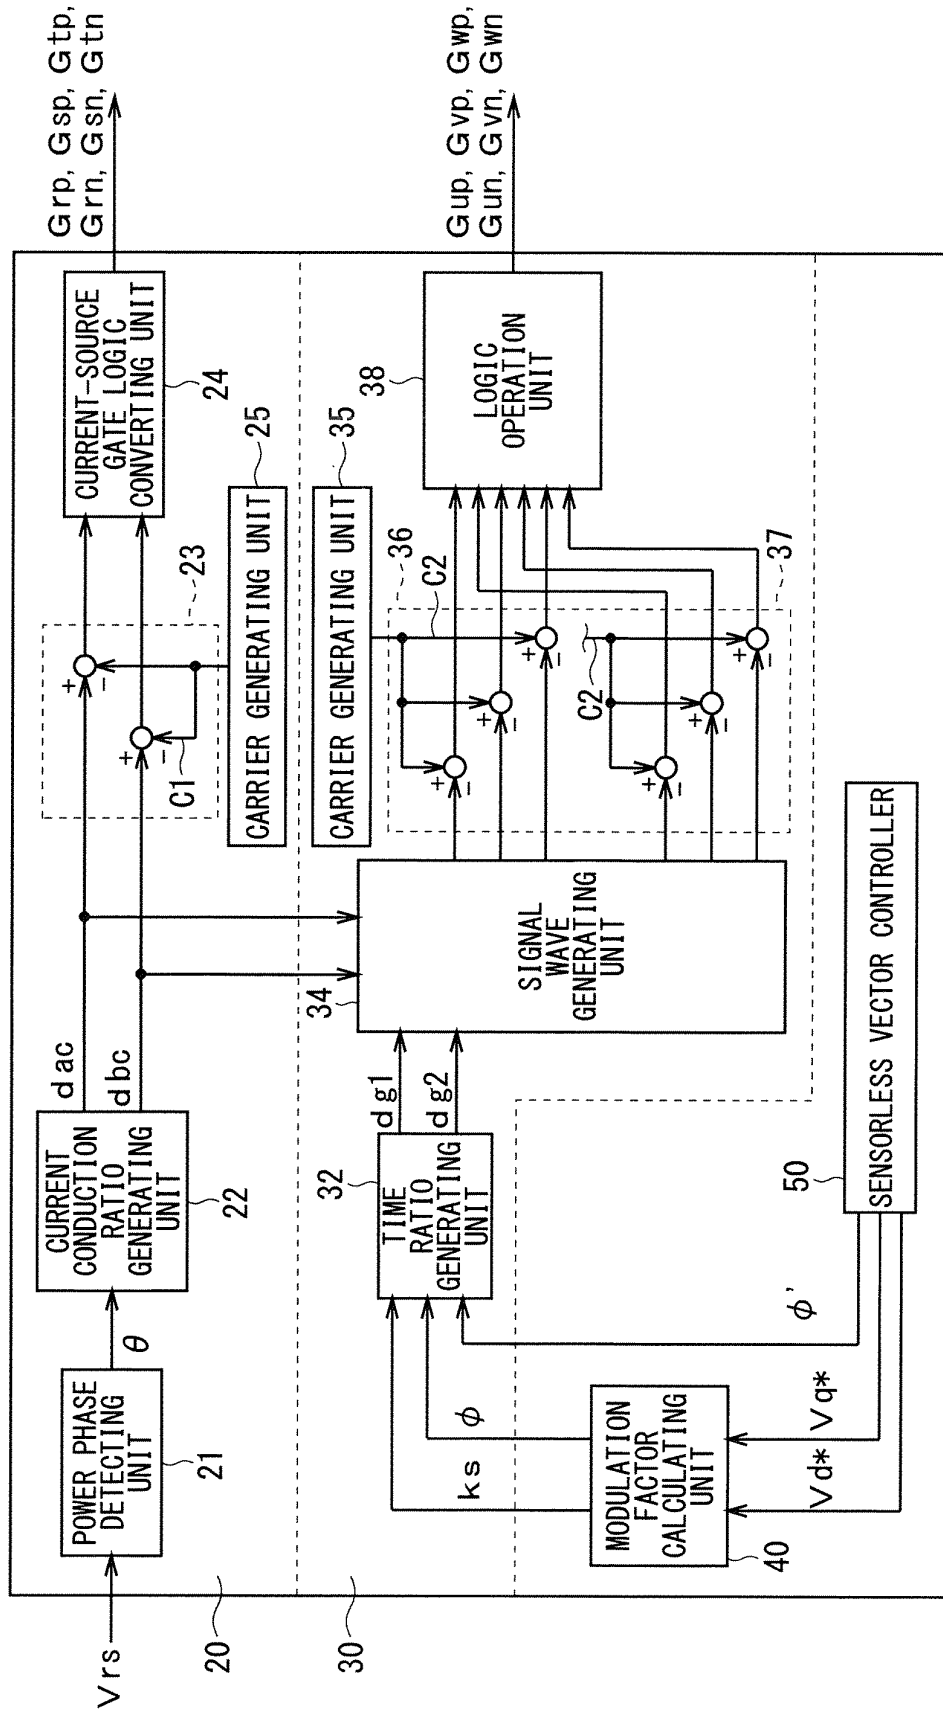 Vrs
POWER PHASE
DETECTING
UNIT
21
θ
CURRENT
CONDUCTION
RATIO
GENERATING
UNIT
22
dac
dbc
+
-
+
-
C1
23
CURRENT-SOURCE
GATE LOGIC
CONVERTING UNIT
24
Grp, Gsp, Gtp,
Grn, Gsn, Gtn
CARRIER GENERATING UNIT
25
20
30
CARRIER GENERATING UNIT
35
ks
φ
TIME
RATIO
GENERATING
UNIT
32
dg1
dg2
34
SIGNAL
WAVE
GENERATING
UNIT
+
-
+
-
+
-
C2
36
C2
+
-
+
-
+
-
37
38
LOGIC
OPERATION
UNIT
Gup, Gvp, Gwp,
Gun, Gvn, Gwn
MODULATION
FACTOR
CALCULATING
UNIT
40
φ'
Vq*
Vd*
50
SENSORLESS VECTOR CONTROLLER